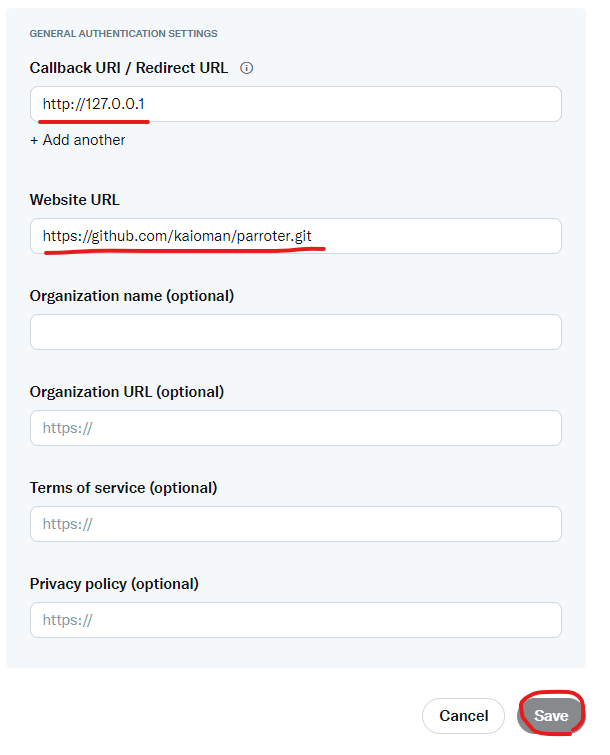 GENERAL AUTHENTICATION SETTINGS
Callback URI / Redirect URL
http://127.0.0.1
+ Add another
Website URL
https://github.com/kaioman/parroter.git
Organization name (optional)
Organization URL (optional)
https://
Terms of service (optional)
https://
Privacy policy (optional)
https://
Cancel
Save